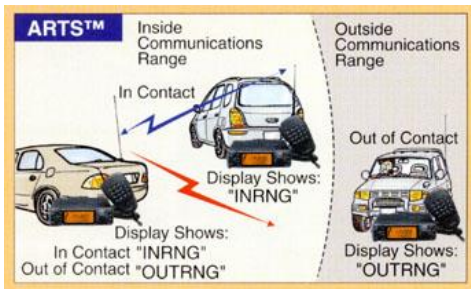 ARTS™
Inside
Communications
Range
Outside
Communications
Range
In Contact
Out of Contact
Display Shows:
"INRNG"
Display Shows:
In Contact "INRNG"
Out of Contact "OUTRNG"
Display Shows:
"OUTRNG"